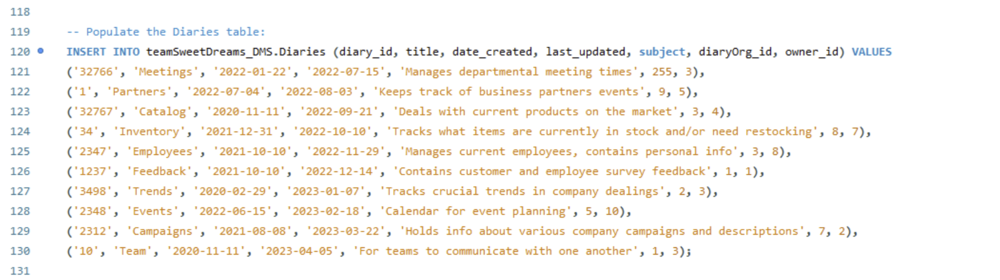 118
119 -- Populate the Diaries table:
120 INSERT INTO teamSweetDreams_DMS.Diaries (diary_id, title, date_created, last_updated, subject, diaryOrg_id, owner_id) VALUES
121 ('32766', 'Meetings', '2022-01-22', '2022-07-15', 'Manages departmental meeting times', 255, 3),
122 ('1', 'Partners', '2022-07-04', '2022-08-03', 'Keeps track of business partners events', 9, 5),
123 ('32767', 'Catalog', '2020-11-11', '2022-09-21', 'Deals with current products on the market', 3, 4),
124 ('34', 'Inventory', '2021-12-31', '2022-10-10', 'Tracks what items are currently in stock and/or need restocking', 8, 7),
125 ('2347', 'Employees', '2021-10-10', '2022-11-29', 'Manages current employees, contains personal info', 3, 8),
126 ('1237', 'Feedback', '2021-10-10', '2022-12-14', 'Contains customer and employee survey feedback', 1, 1),
127 ('3498', 'Trends', '2020-02-29', '2023-01-07', 'Tracks crucial trends in company dealings', 2, 3),
128 ('2348', 'Events', '2022-06-15', '2023-02-18', 'Calendar for event planning', 5, 10),
129 ('2312', 'Campaigns', '2021-08-08', '2023-03-22', 'Holds info about various company campaigns and descriptions', 7, 2),
130 ('10', 'Team', '2020-11-11', '2023-04-05', 'For teams to communicate with one another', 1, 3);
131